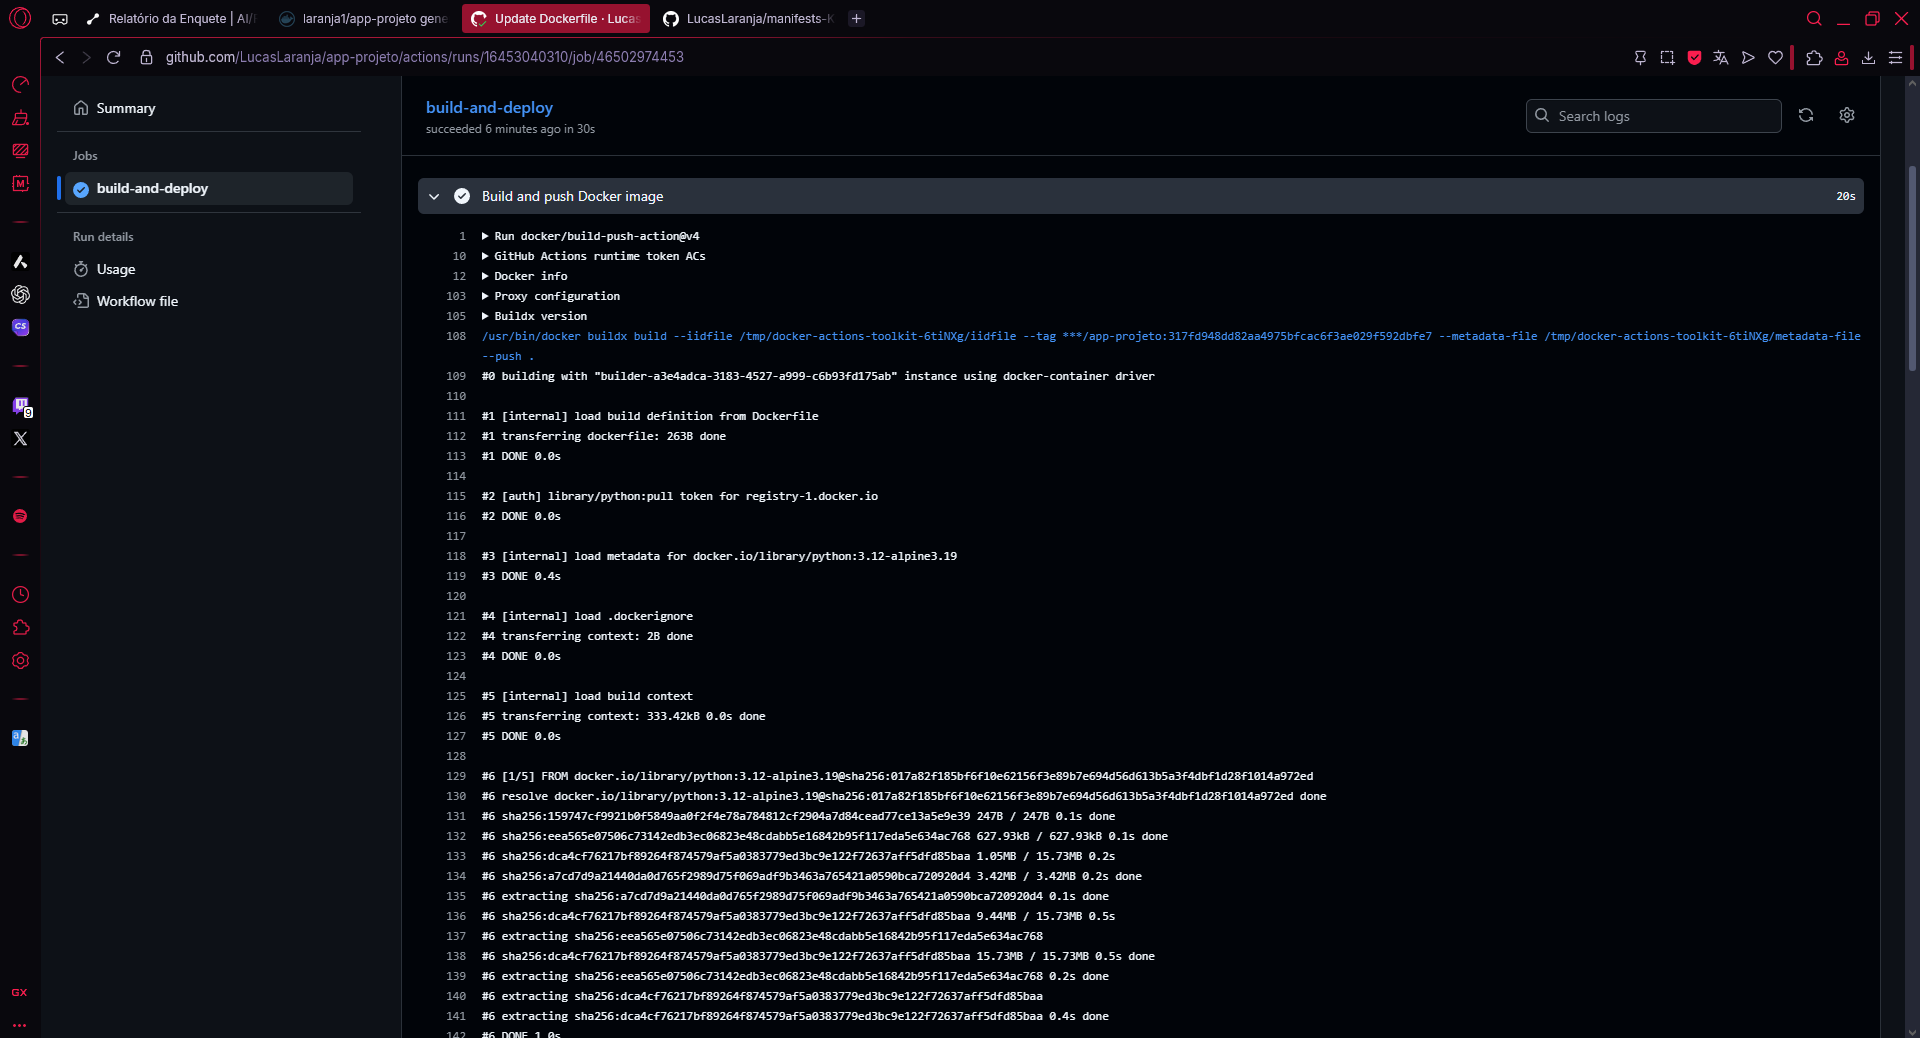 Relatório da Enquete | AI/
laranja1/app-projeto gene
Update Dockerfile · Lucas
LucasLaranja/manifests-K
github.com/LucasLaranja/app-projeto/actions/runs/16453040310/job/46502974453
Summary
Jobs
build-and-deploy
Run details
Usage
Workflow file
build-and-deploy
succeeded 6 minutes ago in 30s
Search logs
Build and push Docker image
20s
1 Run docker/build-push-action@v4
10 GitHub Actions runtime token ACs
12 Docker info
103 Proxy configuration
105 Buildx version
108 /usr/bin/docker buildx build --iidfile /tmp/docker-actions-toolkit-6tiNXg/iidfile --tag ***/app-projeto:317fd948dd82aa4975bfcac6f3ae029f592dbfe7 --metadata-file /tmp/docker-actions-toolkit-6tiNXg/metadata-file
--push .
109 #0 building with "builder-a3e4adca-3183-4527-a999-c6b93fd175ab" instance using docker-container driver
110
111 #1 [internal] load build definition from Dockerfile
112 #1 transferring dockerfile: 263B done
113 #1 DONE 0.0s
114
115 #2 [auth] library/python:pull token for registry-1.docker.io
116 #2 DONE 0.0s
117
118 #3 [internal] load metadata for docker.io/library/python:3.12-alpine3.19
119 #3 DONE 0.4s
120
121 #4 [internal] load .dockerignore
122 #4 transferring context: 2B done
123 #4 DONE 0.0s
124
125 #5 [internal] load build context
126 #5 transferring context: 333.42kB 0.0s done
127 #5 DONE 0.0s
128
129 #6 [1/5] FROM docker.io/library/python:3.12-alpine3.19@sha256:017a82f185bf6f10e62156f3e89b7e694d56d613b5a3f4dbf1d28f1014a972ed
130 #6 resolve docker.io/library/python:3.12-alpine3.19@sha256:017a82f185bf6f10e62156f3e89b7e694d56d613b5a3f4dbf1d28f1014a972ed done
131 #6 sha256:159747cf9921b0f5849aa0f2f4e78a784812cf2904a7d84cead77ce13a5e9e39 247B / 247B 0.1s done
132 #6 sha256:eea565e07506c73142edb3ec06823e48cdabb5e16842b95f117eda5e634ac768 627.93kB / 627.93kB 0.1s done
133 #6 sha256:dca4cf76217bf89264f874579af5a0383779ed3bc9e122f72637aff5dfd85baa 1.05MB / 15.73MB 0.2s
134 #6 sha256:a7cd7d9a21440da0d765f2989d75f069adf9b3463a765421a0590bca720920d4 3.42MB / 3.42MB 0.2s done
135 #6 extracting sha256:a7cd7d9a21440da0d765f2989d75f069adf9b3463a765421a0590bca720920d4 0.1s done
136 #6 sha256:dca4cf76217bf89264f874579af5a0383779ed3bc9e122f72637aff5dfd85baa 9.44MB / 15.73MB 0.5s
137 #6 extracting sha256:eea565e07506c73142edb3ec06823e48cdabb5e16842b95f117eda5e634ac768
138 #6 sha256:dca4cf76217bf89264f874579af5a0383779ed3bc9e122f72637aff5dfd85baa 15.73MB / 15.73MB 0.5s done
139 #6 extracting sha256:eea565e07506c73142edb3ec06823e48cdabb5e16842b95f117eda5e634ac768 0.2s done
140 #6 extracting sha256:dca4cf76217bf89264f874579af5a0383779ed3bc9e122f72637aff5dfd85baa
141 #6 extracting sha256:dca4cf76217bf89264f874579af5a0383779ed3bc9e122f72637aff5dfd85baa 0.4s done
142 #6 DONE 1.0s
M
CS
9
GX